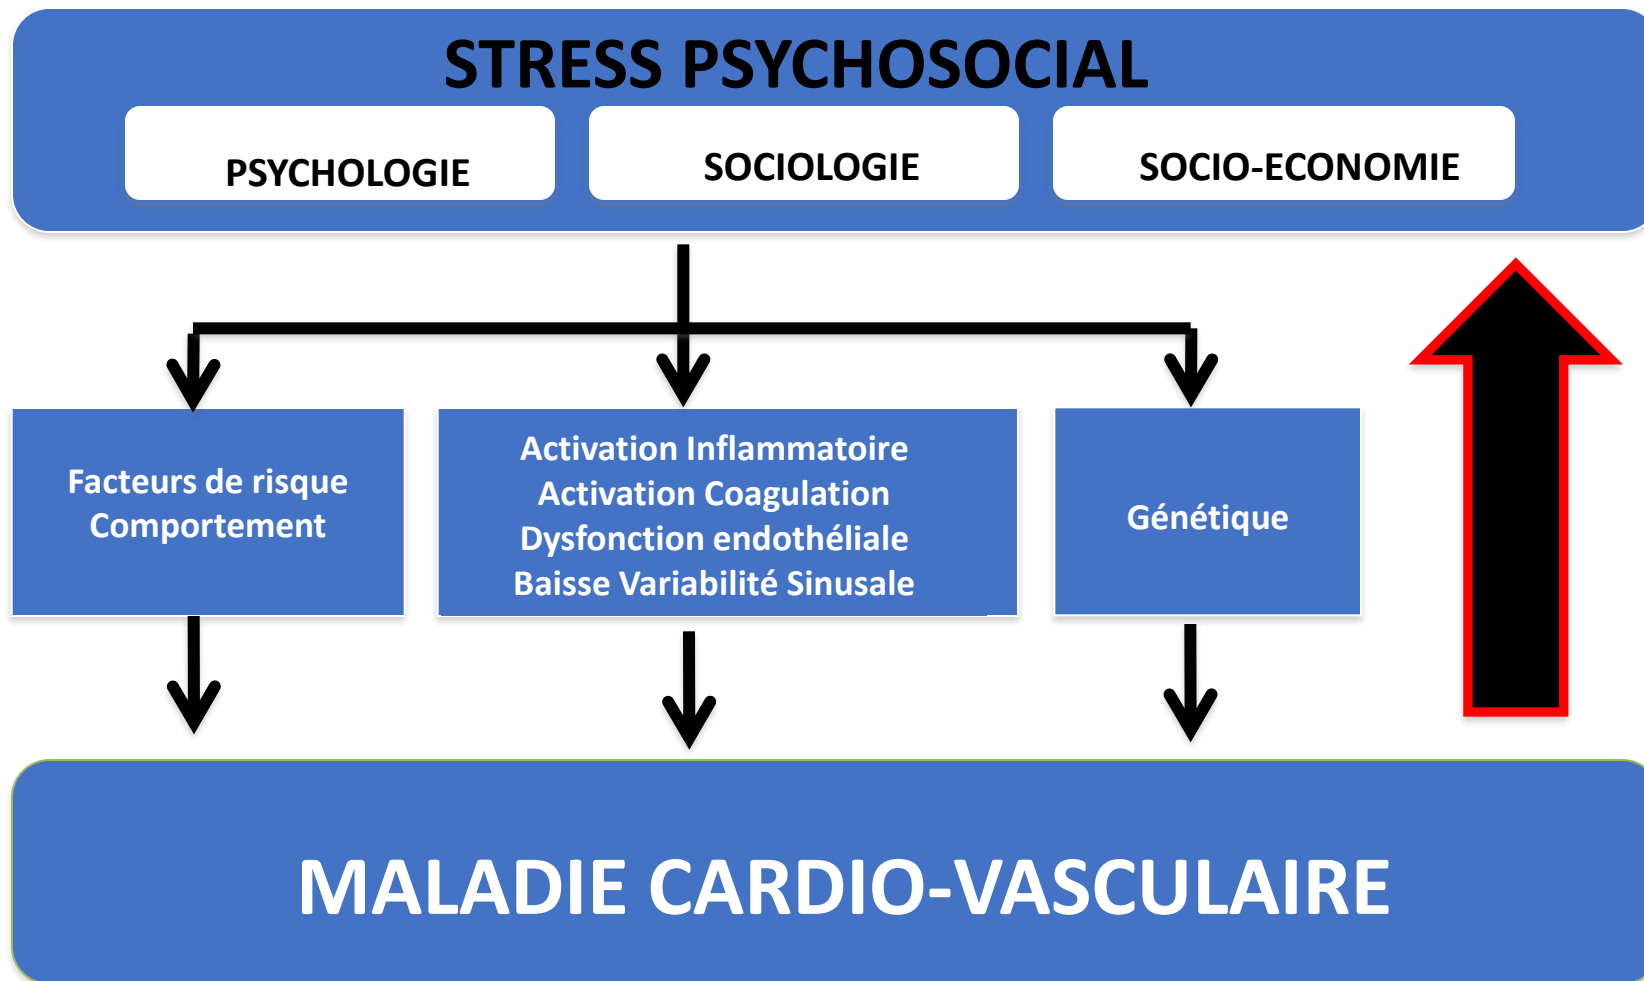 STRESS PSYCHOSOCIAL
PSYCHOLOGIE
SOCIOLOGIE
SOCIO-ECONOMIE
Facteurs de risque
Comportement
Activation Inflammatoire
Activation Coagulation
Dysfonction endothéliale
Baisse Variabilité Sinusale
Génétique
MALADIE CARDIO-VASCULAIRE